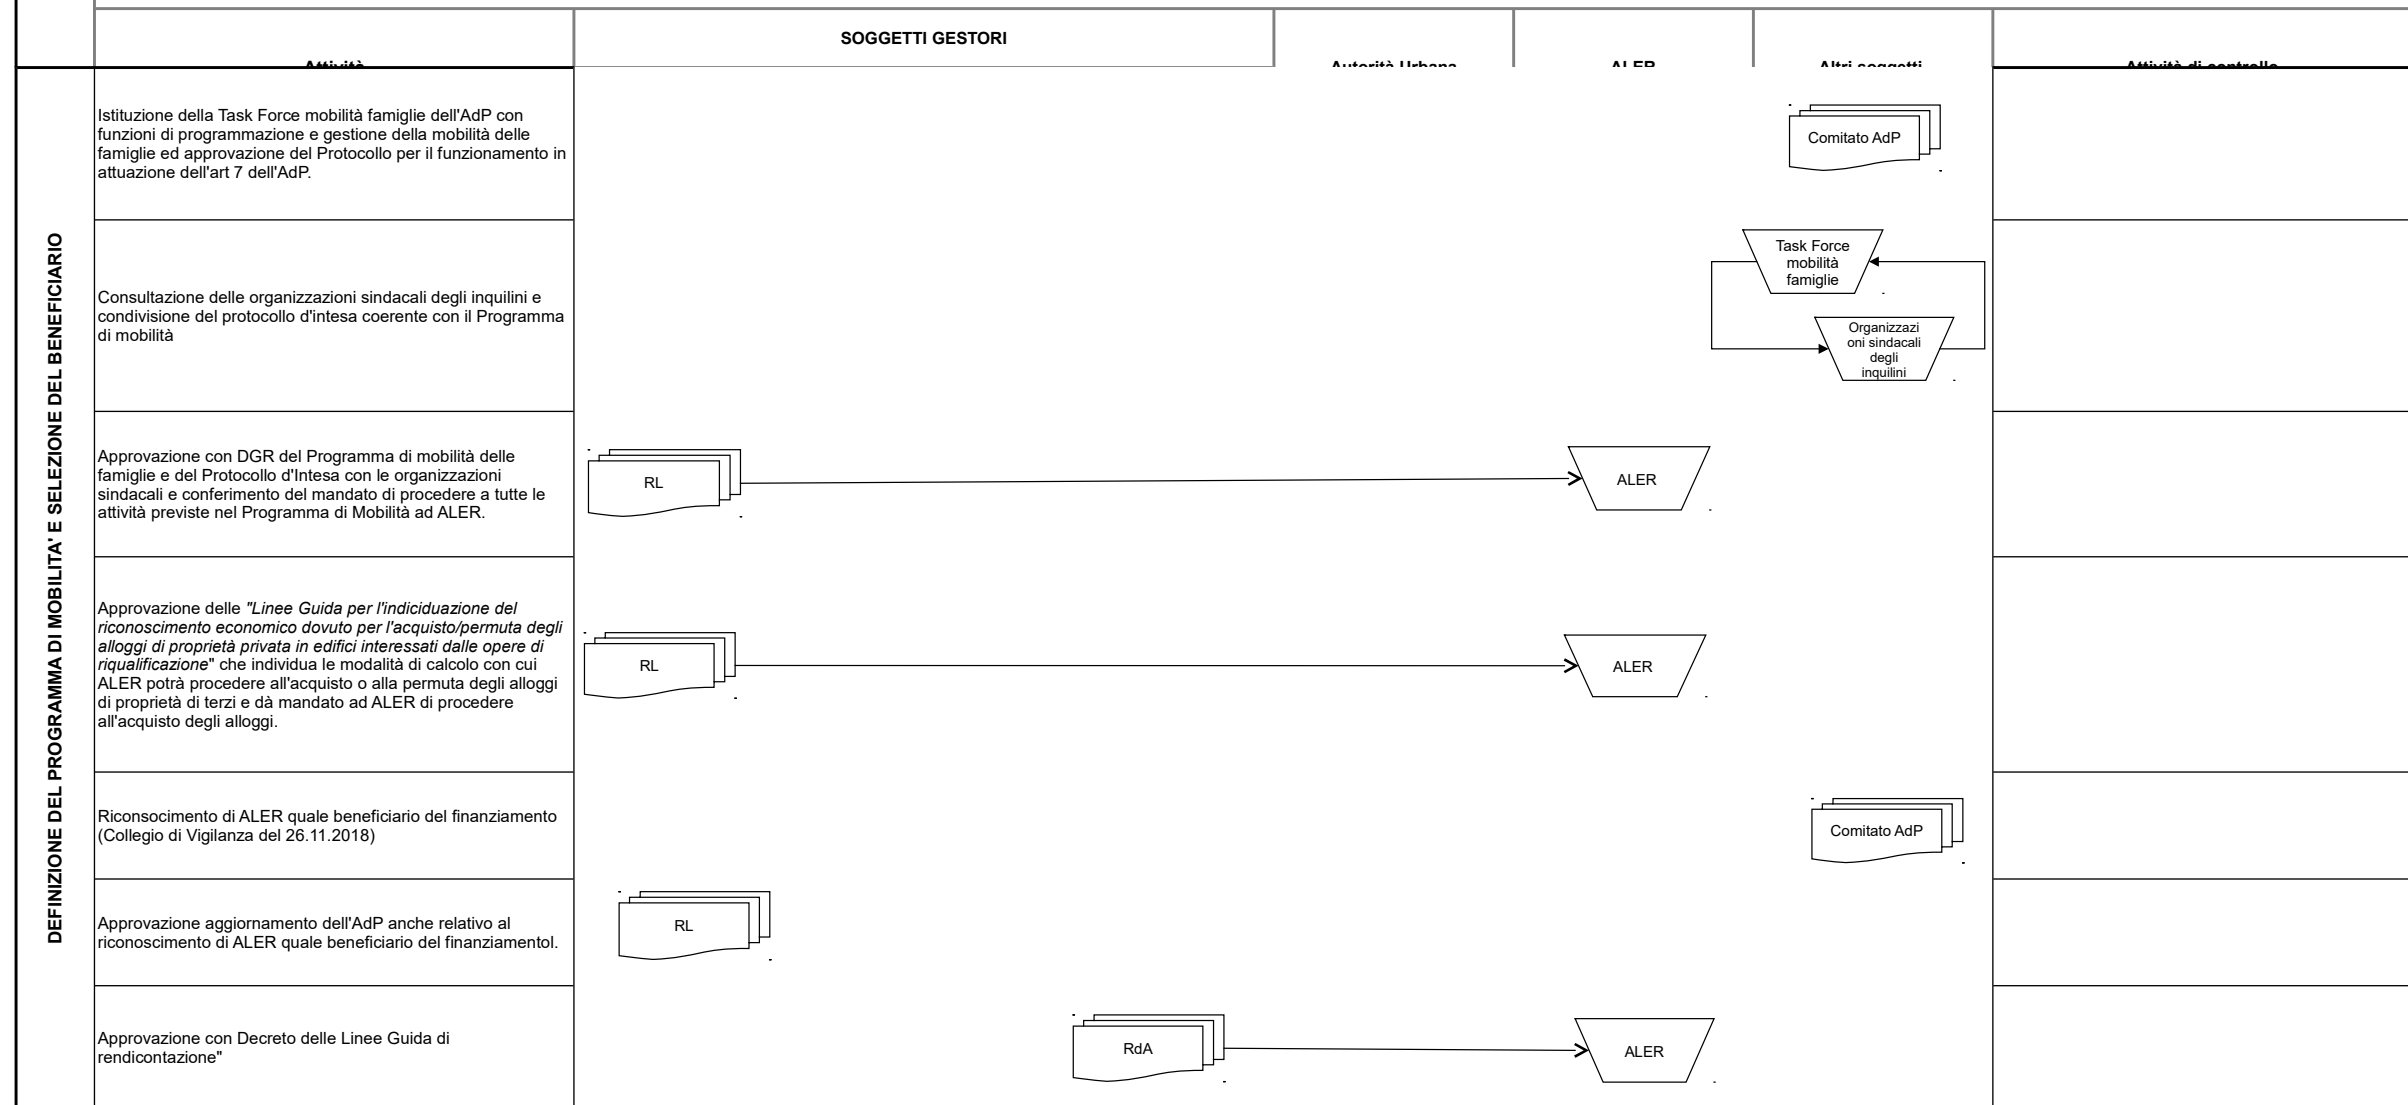 SOGGETTI GESTORI
Attività
Autorità Urbana
ALER
Altri soggetti
Attività di controllo
DEFINIZIONE DEL PROGRAMMA DI MOBILITA' E SELEZIONE DEL BENEFICIARIO
Istituzione della Task Force mobilità famiglie dell'AdP con
funzioni di programmazione e gestione della mobilità delle
famiglie ed approvazione del Protocollo per il funzionamento in
attuazione dell'art 7 dell'AdP.
Comitato AdP
Consultazione delle organizzazioni sindacali degli inquilini e
condivisione del protocollo d'intesa coerente con il Programma
di mobilità
Task Force
mobilità
famiglie
Organizzazi
oni sindacali
degli
inquilini
Approvazione con DGR del Programma di mobilità delle
famiglie e del Protocollo d'Intesa con le organizzazioni
sindacali e conferimento del mandato di procedere a tutte le
attività previste nel Programma di Mobilità ad ALER.
RL
ALER
Approvazione delle "Linee Guida per l'indiciduazione del
riconoscimento economico dovuto per l'acquisto/permuta degli
alloggi di proprietà privata in edifici interessati dalle opere di
riqualificazione" che individua le modalità di calcolo con cui
ALER potrà procedere all'acquisto o alla permuta degli alloggi
di proprietà di terzi e dà mandato ad ALER di procedere
all'acquisto degli alloggi.
RL
ALER
Riconsocimento di ALER quale beneficiario del finanziamento
(Collegio di Vigilanza del 26.11.2018)
Comitato AdP
Approvazione aggiornamento dell'AdP anche relativo al
riconoscimento di ALER quale beneficiario del finanziamentol.
RL
Approvazione con Decreto delle Linee Guida di
rendicontazione"
RdA
ALER